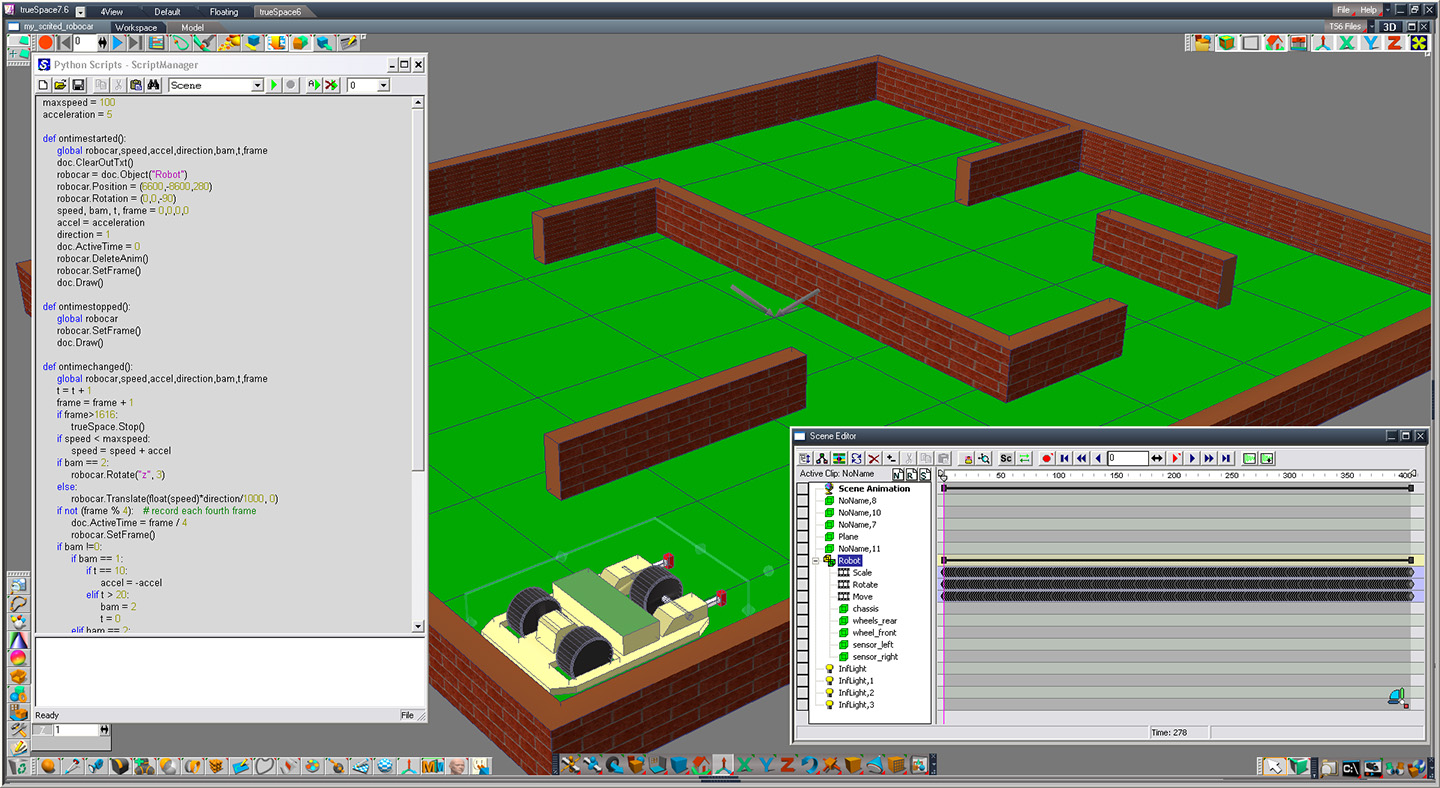 trueSpace7.6
4View
Default
Floating
trueSpace6
File
Help
my_scrited_robocar
Workspace
Model
TS6 Files
3D
0
Python Scripts - ScriptManager
Scene
0
maxspeed = 100
acceleration = 5
def ontimestarted():
global robocar,speed,accel,direction,bam,t,frame
doc.ClearOutTxt()
robocar = doc.Object("Robot")
robocar.Position = (6600,-8600,280)
robocar.Rotation = (0,0,-90)
speed, bam, t, frame = 0,0,0,0
accel = acceleration
direction = 1
doc.ActiveTime = 0
robocar.DeleteAnim()
robocar.SetFrame()
doc.Draw()
def ontimestopped():
global robocar
robocar.SetFrame()
doc.Draw()
def ontimechanged():
global robocar,speed,accel,direction,bam,t,frame
t = t + 1
frame = frame + 1
if frame>1616:
trueSpace.Stop()
if speed < maxspeed:
speed = speed + accel
if bam == 2:
robocar.Rotate("z", 3)
else:
robocar.Translate(float(speed)*direction/1000, 0)
if not (frame % 4): # record each fourth frame
doc.ActiveTime = frame / 4
robocar.SetFrame()
if bam !=0:
if bam == 1:
if t == 10:
accel = -accel
elif t > 20:
bam = 2
t = 0
elif bam == 2:
Ready
File
1
Scene Editor
Sc
0
Active Clip: NoName
N R S
0 50 100 150 200 250 300 350 400
Scene Animation
NoName,8
NoName,10
NoName,7
Plane
NoName,11
Robot
Scale
Rotate
Move
chassis
wheels_rear
wheel_front
sensor_left
sensor_right
InfLight
InfLight,1
InfLight,2
InfLight,3
Time: 278